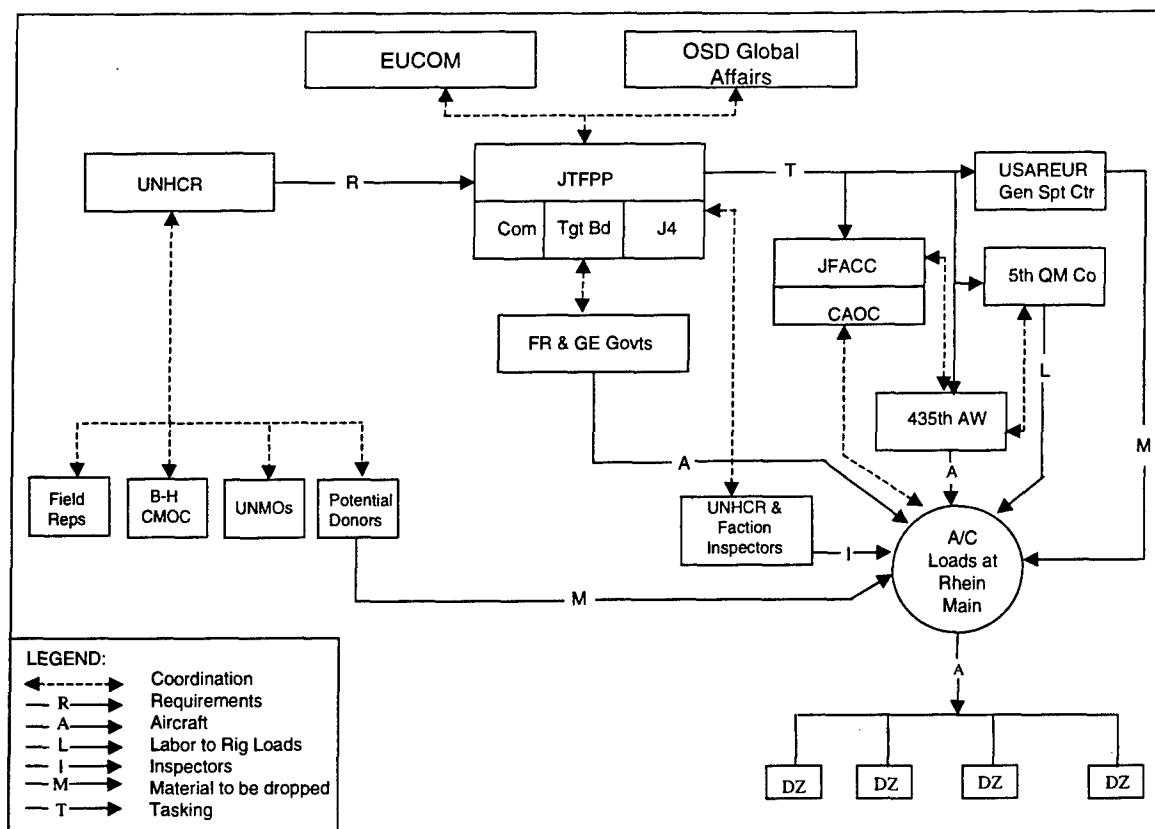 EUCOM
OSD Global
Affairs
UNHCR
R
JTFPP
Com
Tgt Bd
J4
T
USAREUR
Gen Spt Ctr
JFACC
CAOC
5th QM Co
FR & GE Govts
L
435th AW
M
A
A
Field
Reps
B-H
CMOC
UNMOs
Potential
Donors
UNHCR &
Faction
Inspectors
I
A/C
Loads at
Rhein
Main
M
A
DZ
DZ
DZ
DZ
LEGEND:
Coordination
R Requirements
A Aircraft
L Labor to Rig Loads
I Inspectors
M Material to be dropped
T Tasking